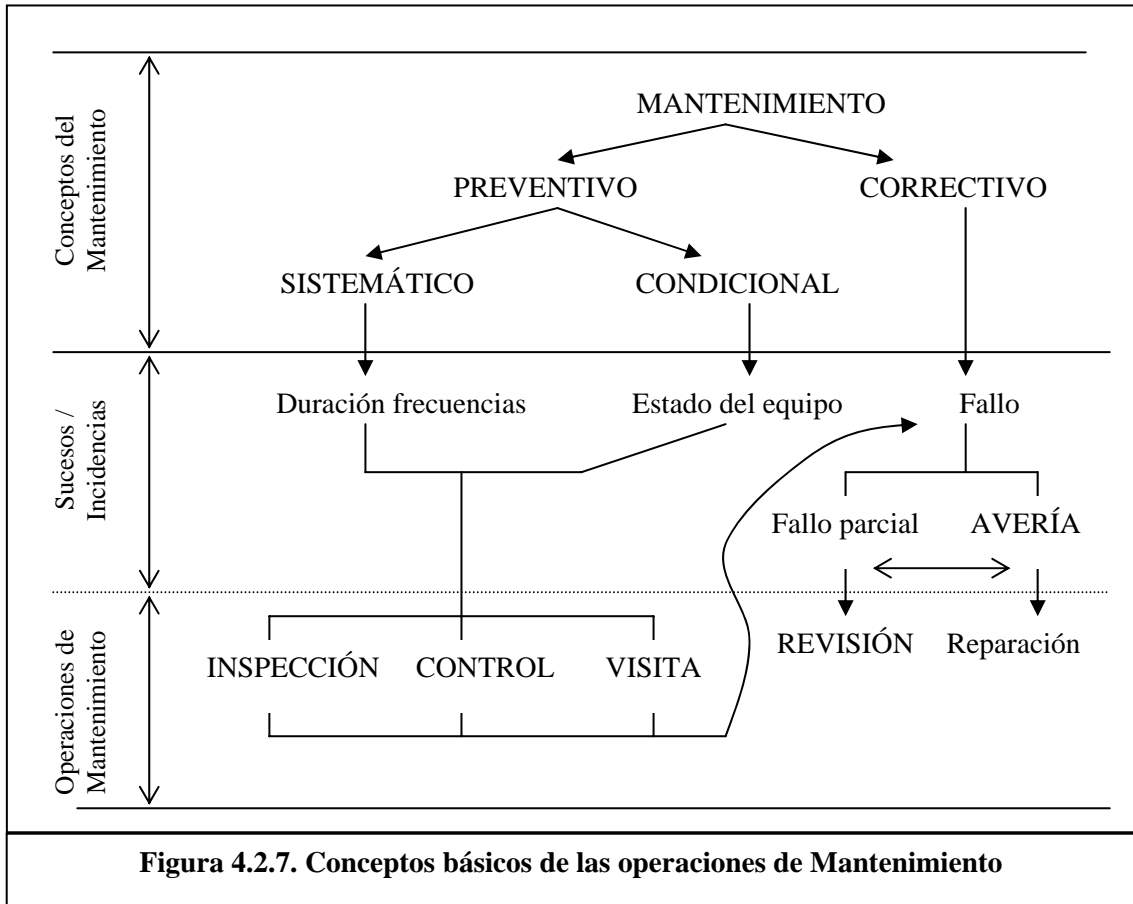 Conceptos del
Mantenimiento
MANTENIMIENTO
PREVENTIVO
CORRECTIVO
SISTEMÁTICO
CONDICIONAL
Sucesos /
Incidencias
Duración frecuencias
Estado del equipo
Fallo
Fallo parcial
AVERÍA
Operaciones de
Mantenimiento
INSPECCIÓN
CONTROL
VISITA
REVISIÓN
Reparación
Figura 4.2.7. Conceptos básicos de las operaciones de Mantenimiento